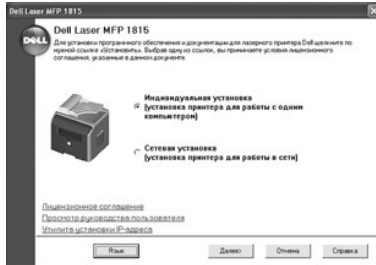 Dell Laser MFP 1815
DELL
Dell Laser MFP 1815
Для установки программного обеспечения и документации для лазерного принтера Dell щелкните по
нужной ссылке «Установить». Выбрав одну из ссылок, вы принимаете условия лицензионного
соглашения, указанные в данном документе.
Индивидуальная установка
(установка принтера для работы с одним
компьютером)
Сетевая установка
(установка принтера для работы в сети)
Лицензионное соглашение
Просмотр руководства пользователя
Утилита установки IP-адреса
Язык
Далее>
Отмена
Справка